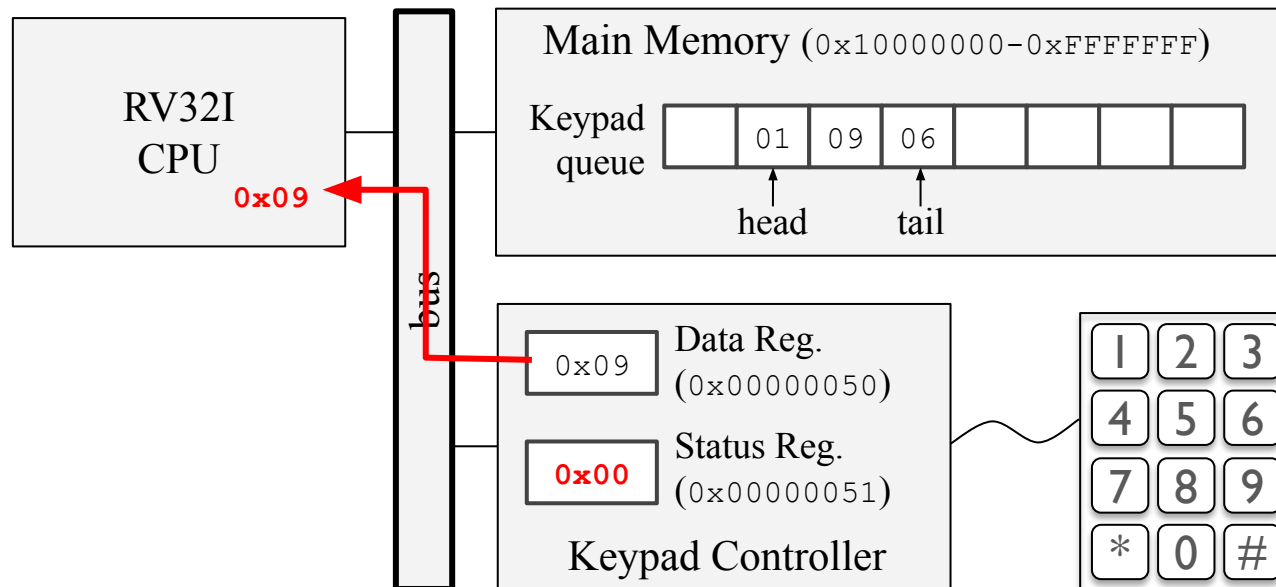 RV32I
CPU
0x09
bus
Main Memory (0x10000000-0xFFFFFFF)
Keypad
queue
01 09 06
head tail
0x09
Data Reg.
(0x00000050)
0x00
Status Reg.
(0x00000051)
Keypad Controller
1 2 3
4 5 6
7 8 9
* 0 #